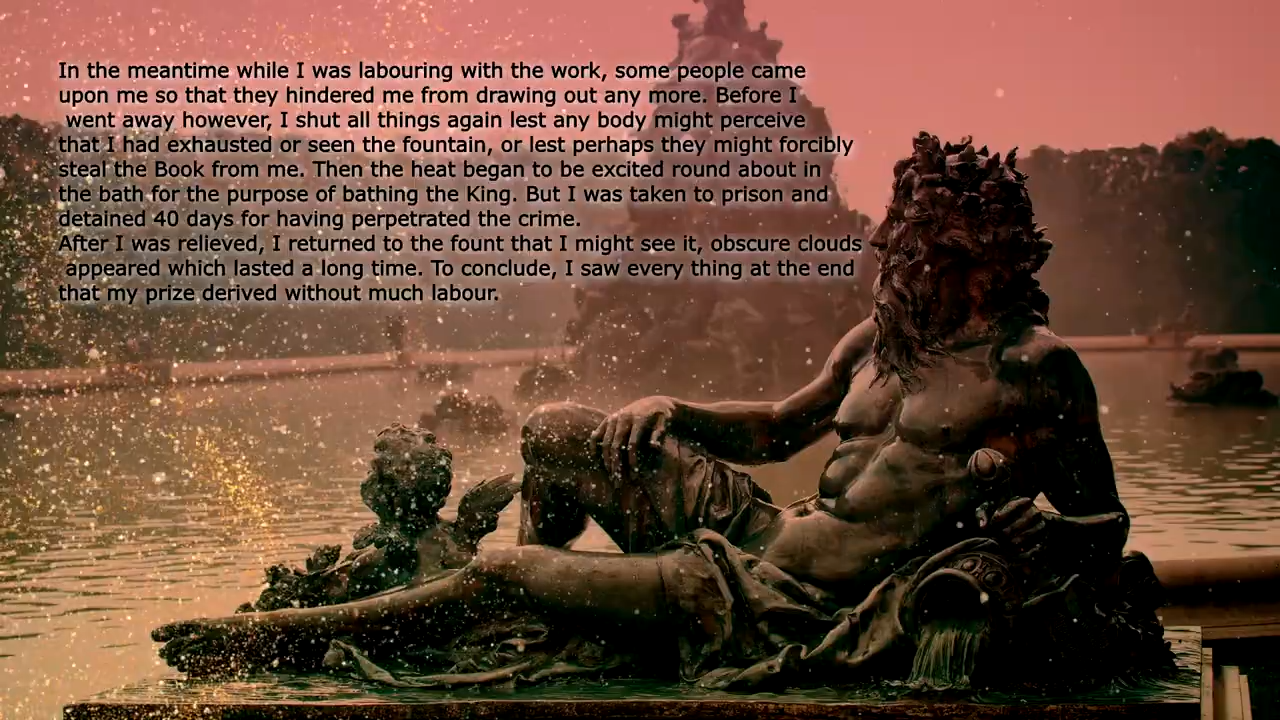 In the meantime while I was labouring with the work, some people came
upon me so that they hindered me from drawing out any more. Before I
went away however, I shut all things again lest any body might perceive
that I had exhausted or seen the fountain, or lest perhaps they might forcibly
steal the Book from me. Then the heat began to be excited round about in
the bath for the purpose of bathing the King. But I was taken to prison and
detained 40 days for having perpetrated the crime.
After I was relieved, I returned to the fount that I might see it, obscure clouds
appeared which lasted a long time. To conclude, I saw every thing at the end
that my prize derived without much labour.